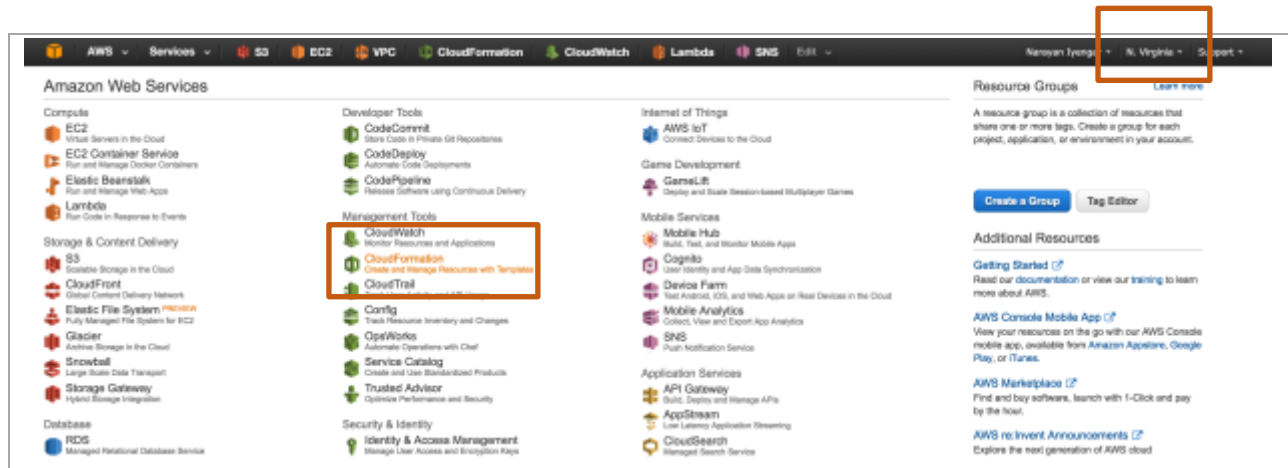 AWS Services S3 EC2 VPC CloudFormation CloudWatch Lambda SNS Edit Narayan Iyengar N. Virginia Support
Amazon Web Services
Compute
EC2
Virtual Servers in the Cloud
EC2 Container Service
Run and Manage Docker Containers
Elastic Beanstalk
Run and Manage Web Apps
Lambda
Run Code in Response to Events
Storage & Content Delivery
S3
Scalable Storage in the Cloud
CloudFront
Global Content Delivery Network
Elastic File System PREVIEW
Fully Managed File System for EC2
Glacier
Archive Storage in the Cloud
Snowball
Large Scale Data Transport
Storage Gateway
Hybrid Storage Integration
Database
RDS
Managed Relational Database Service
Developer Tools
CodeCommit
Store Code in Private Git Repositories
CodeDeploy
Automate Code Deployments
CodePipeline
Release Software using Continuous Delivery
Management Tools
CloudWatch
Monitor Resources and Applications
CloudFormation
Create and Manage Resources with Templates
CloudTrail
Config
Track Resource Inventory and Changes
OpsWorks
Automate Operations with Chef
Service Catalog
Create and Use Standardized Products
Trusted Advisor
Optimize Performance and Security
Security & Identity
Identity & Access Management
Manage User Access and Encryption Keys
Internet of Things
AWS IoT
Connect Devices to the Cloud
Game Development
GameLift
Deploy and Scale Session-based Multiplayer Games
Mobile Services
Mobile Hub
Build, Test, and Monitor Mobile Apps
Cognito
User Identity and App Data Synchronization
Device Farm
Test Android, iOS, and Web Apps on Real Devices in the Cloud
Mobile Analytics
Collect, View and Export App Analytics
SNS
Push Notification Service
Application Services
API Gateway
Build, Deploy and Manage APIs
AppStream
Low Latency Application Streaming
CloudSearch
Managed Search Service
Resource Groups Learn more
A resource group is a collection of resources that
share one or more tags. Create a group for each
project, application, or environment in your account.
Create a Group Tag Editor
Additional Resources
Getting Started
Read our documentation or view our training to learn
more about AWS.
AWS Console Mobile App
View your resources on the go with our AWS Console
mobile app, available from Amazon Appstore, Google
Play, or iTunes.
AWS Marketplace
Find and buy software, launch with 1-Click and pay
by the hour.
AWS re:Invent Announcements
Explore the next generation of AWS cloud